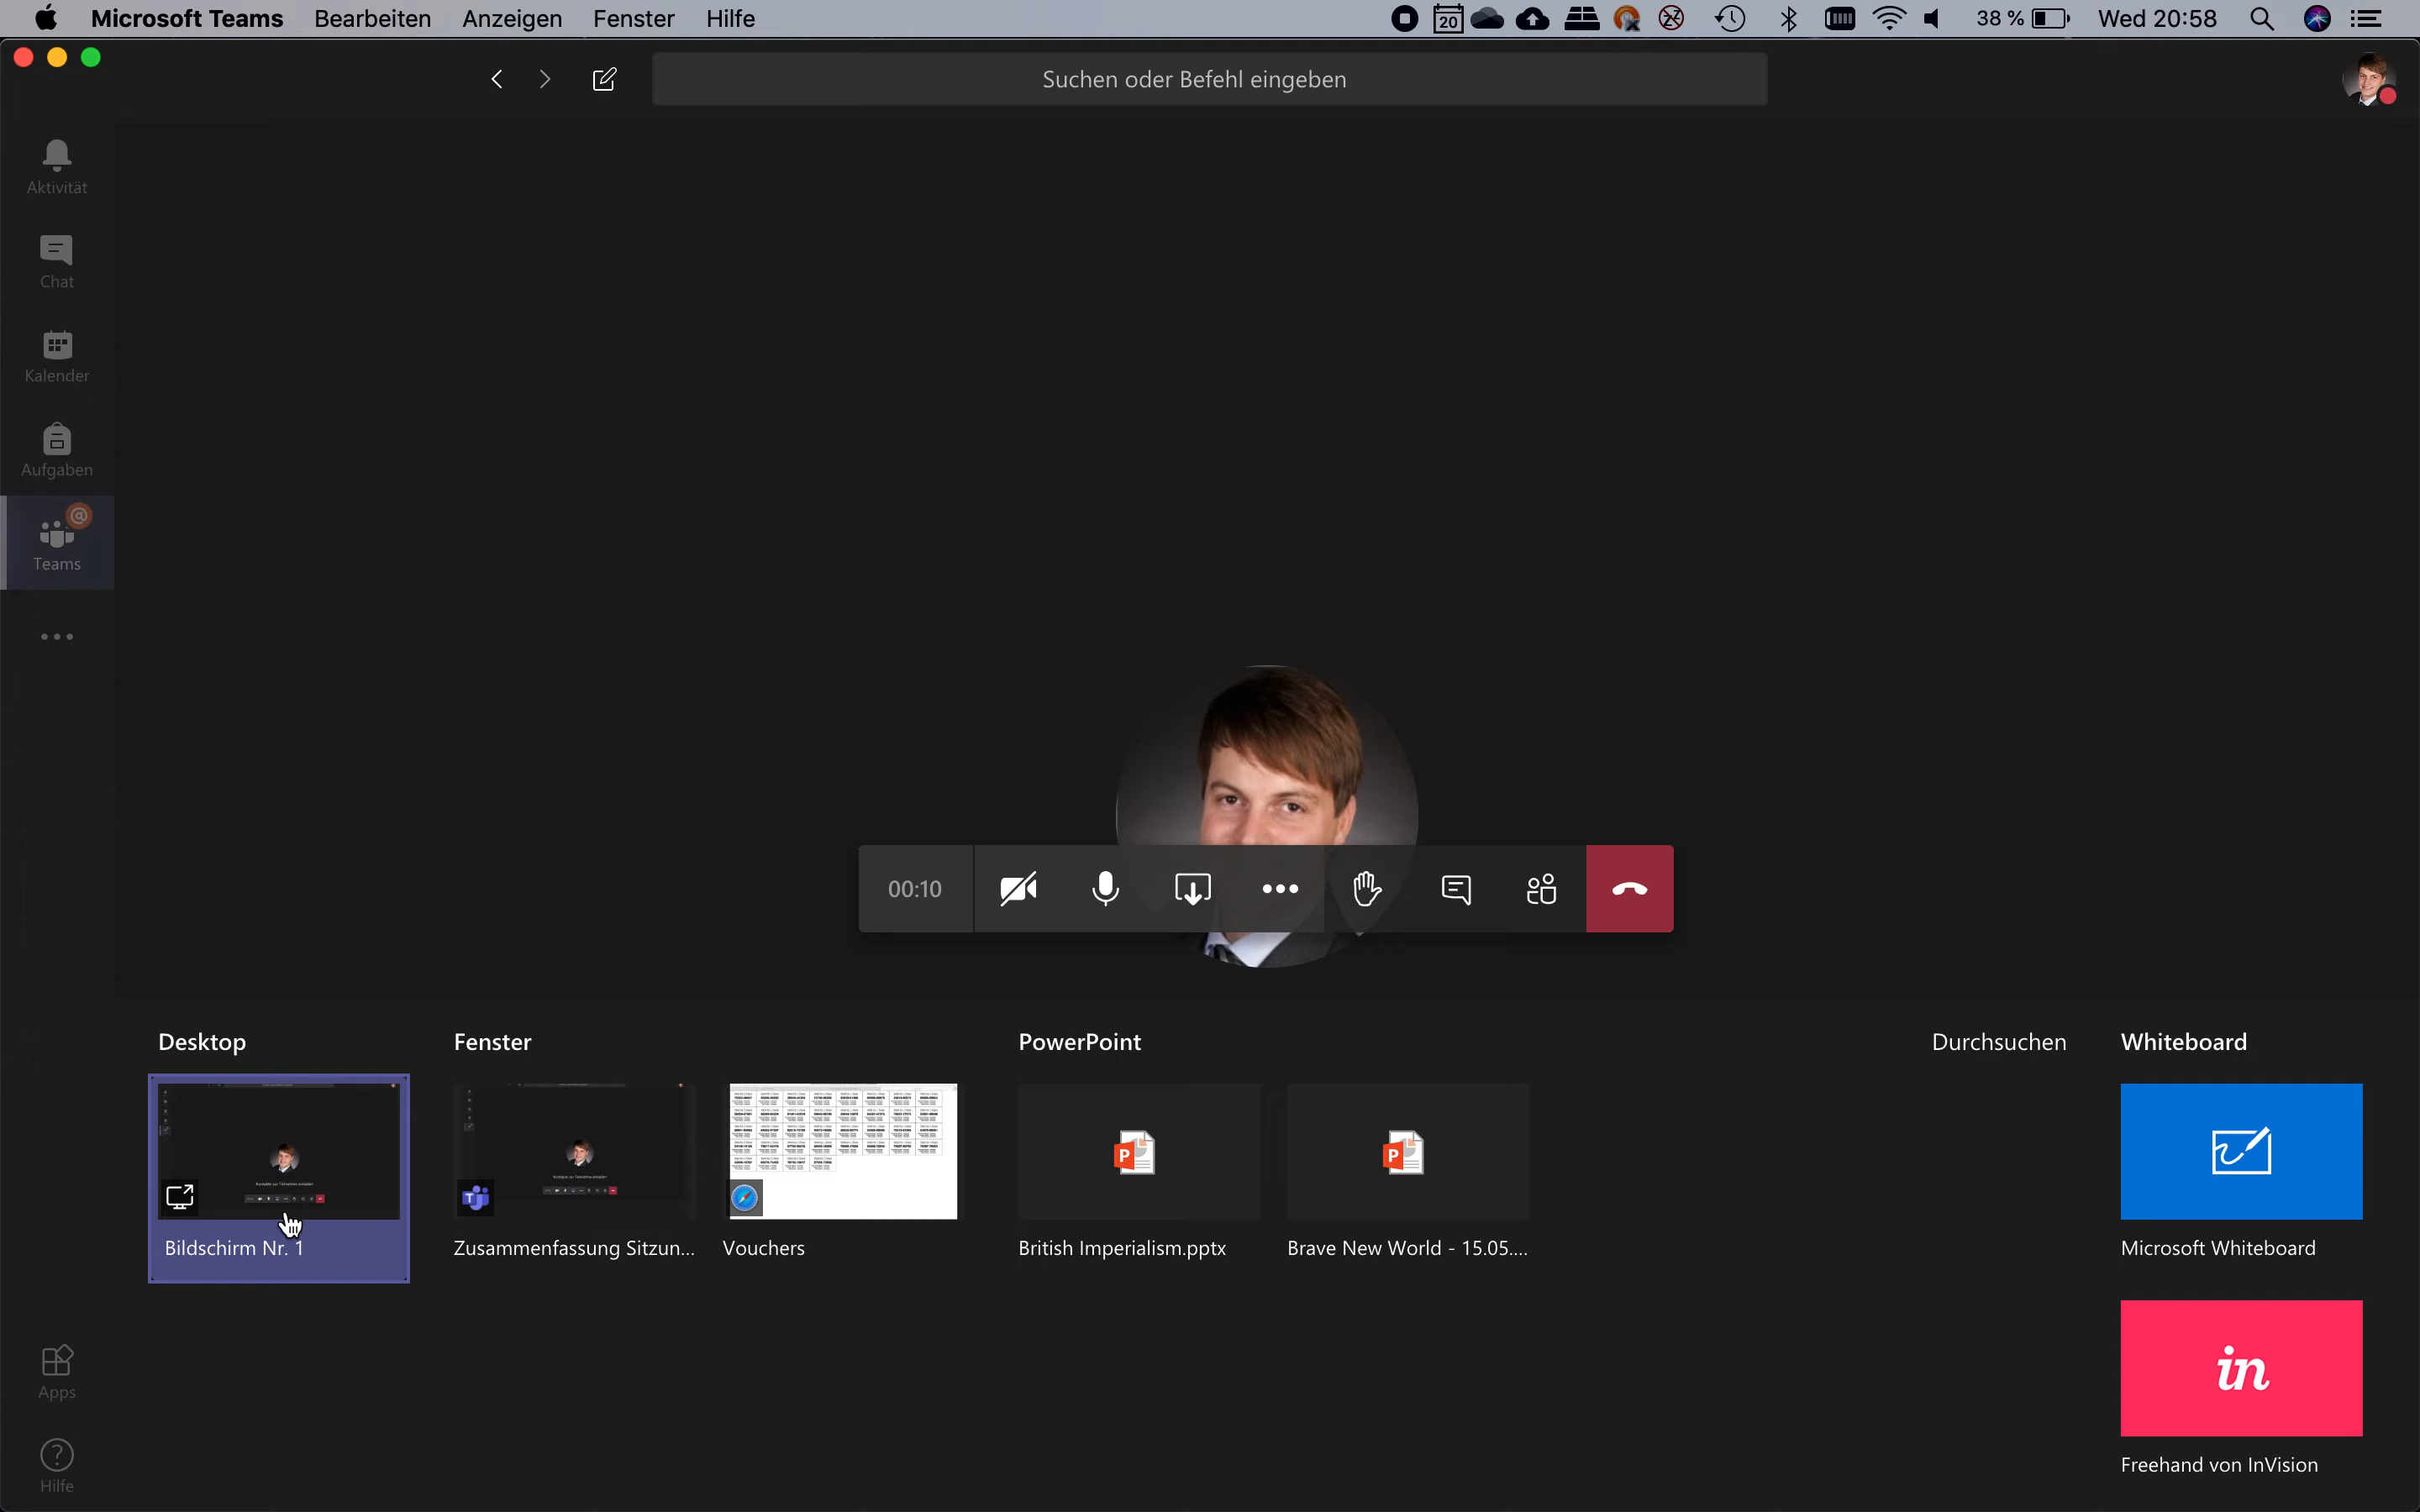 Microsoft Teams Bearbeiten Anzeigen Fenster Hilfe 20 38 % Wed 20:58
Suchen oder Befehl eingeben
Aktivität
Chat
Kalender
Aufgaben
@
Teams
00:10
Desktop Fenster PowerPoint Durchsuchen Whiteboard
P P
Bildschirm Nr. 1 Zusammenfassung Sitzun... Vouchers British Imperialism.pptx Brave New World - 15.05.... Microsoft Whiteboard
in
Apps
Freehand von InVision
Hilfe